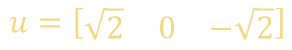 u = [√2 0 −√2]